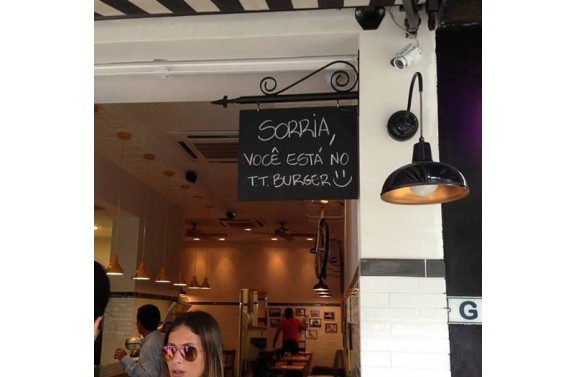 SORRIA,
VOCÊ ESTÁ NO
T.T. BURGER
G